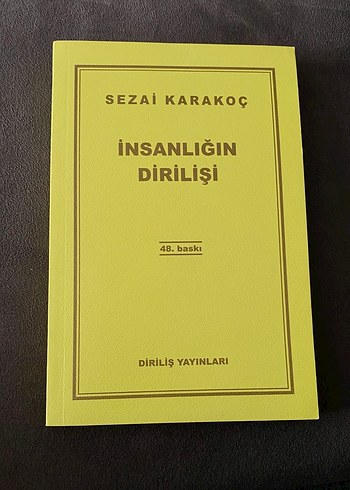 SEZAİ KARAKOÇ
İNSANLIĞIN
DİRİLİŞİ
48. baskı
DİRİLİŞ YAYINLARI